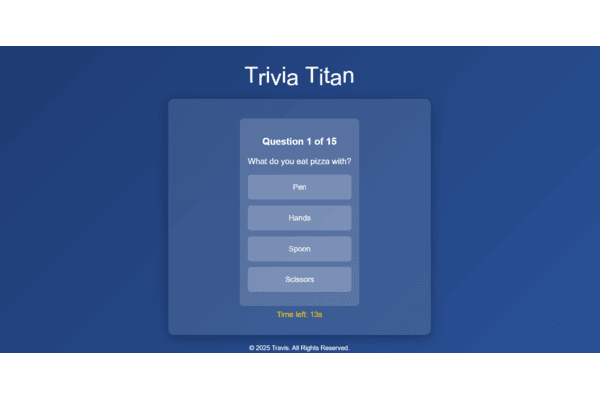 Trivia Titan
Question 1 of 15
What do you eat pizza with?
Pen
Hands
Spoon
Scissors
Time left: 13s
© 2025 Travis. All Rights Reserved.